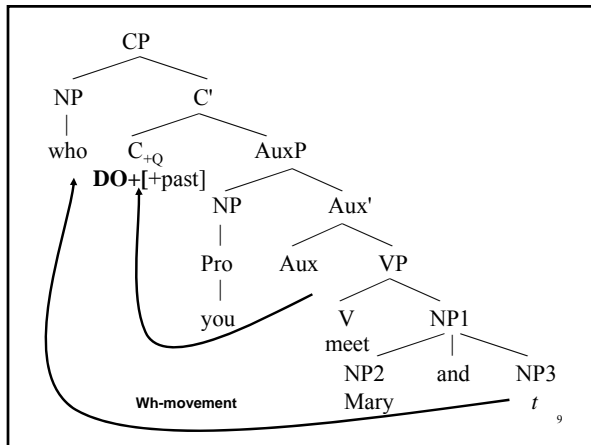 CP
NP C'
who C+Q AuxP
DO+[+past]
NP Aux'
Pro Aux VP
you V NP1
meet
NP2 and NP3
Wh-movement Mary t
9